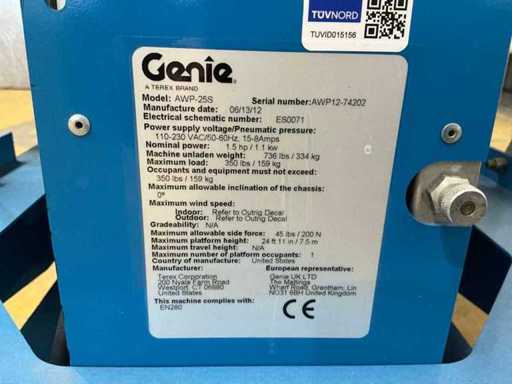 TÜVNORD
TUVID015156
Genie
A TEREX BRAND
Model: AWP-25S Serial number: AWP12-74202
Manufacture date: 06/13/12
Electrical schematic number: ES0071
Power supply voltage/Pneumatic pressure:
110-230 VAC/50-60Hz, 15-8Amps
Nominal power: 1.5 hp / 1.1 kw
Machine unladen weight: 736 lbs / 334 kg
Maximum load: 350 lbs / 159 kg
Occupants and equipment must not exceed:
350 lbs / 159 kg
Maximum allowable inclination of the chassis:
0º
Maximum wind speed:
Indoor: Refer to Outrig Decal
Outdoor: Refer to Outrig Decal
Gradeability: N/A
Maximum allowable side force: 45 lbs / 200 N
Maximum platform height: 24 ft 11 in / 7.5 m
Maximum travel height: N/A
Maximum number of platform occupants: 1
Country of manufacture: United States
Manufacturer: European representative:
Terex Corporation Genie UK LTD
200 Nyala Farm Road The Maltings
Westport, CT 06880 Wharf Road, Grantham, Lin
United States NG31 6BH United Kingdom
This machine complies with:
EN280
CE